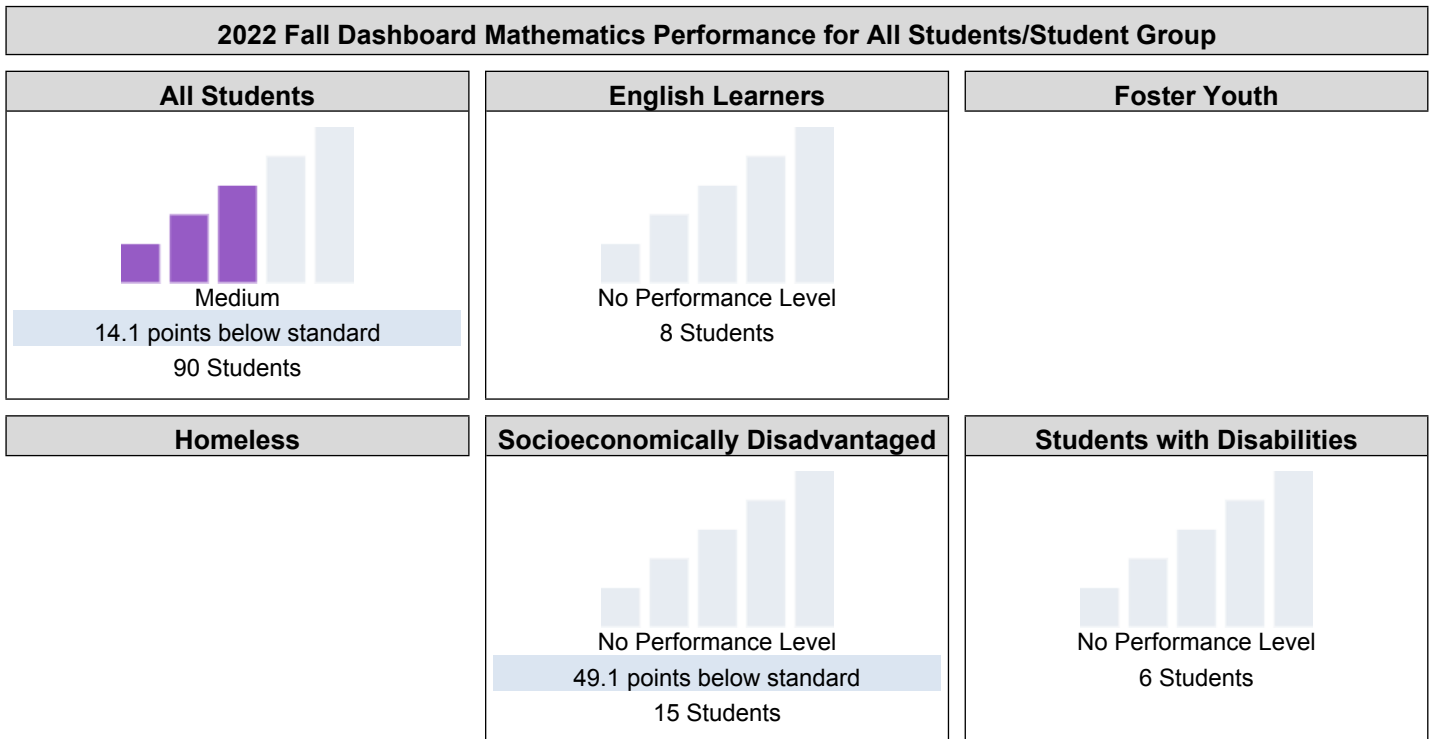 2022 Fall Dashboard Mathematics Performance for All Students/Student Group
All Students
Medium
14.1 points below standard
90 Students
English Learners
No Performance Level
8 Students
Foster Youth
Homeless
Socioeconomically Disadvantaged
No Performance Level
49.1 points below standard
15 Students
Students with Disabilities
No Performance Level
6 Students